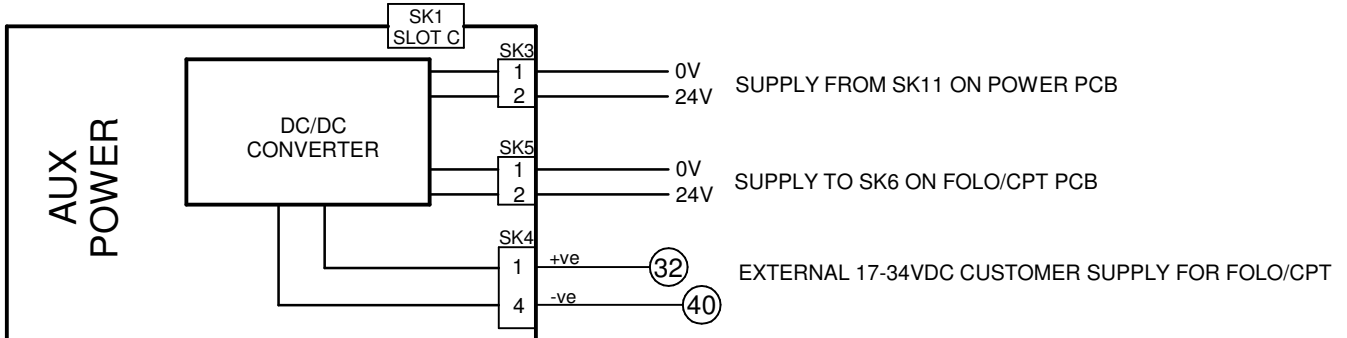 SK1
SLOT C
SK3
1 0V
2 24V
SUPPLY FROM SK11 ON POWER PCB
DC/DC
CONVERTER
AUX
POWER
SK5
1 0V
2 24V
SUPPLY TO SK6 ON FOLO/CPT PCB
SK4
1 +ve 32
EXTERNAL 17-34VDC CUSTOMER SUPPLY FOR FOLO/CPT
4 -ve 40